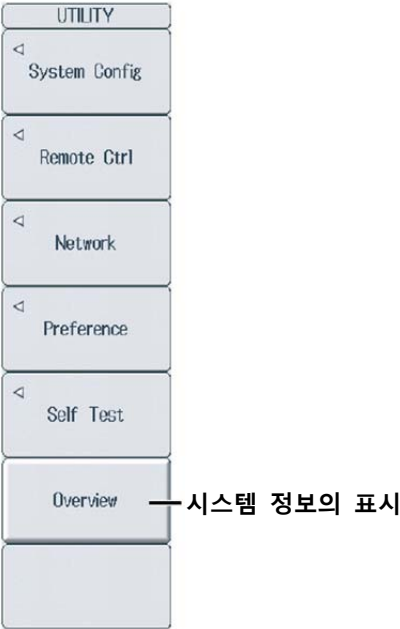 UTILITY
System Config
Remote Ctrl
Network
Preference
Self Test
Overview
시스템 정보의 표시